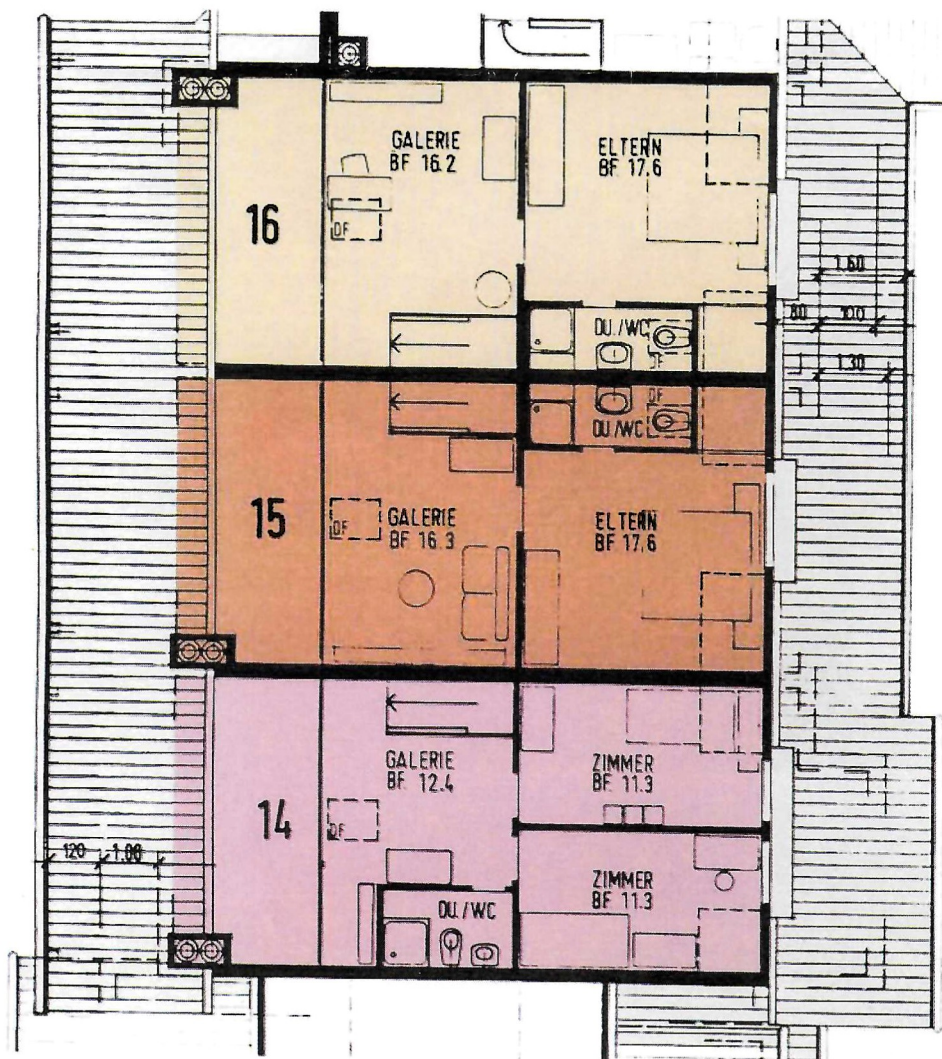 GALERIE
BF 16.2
ELTERN
BF 17.6
16
DF
1.60
80
100
DU./WC
DF
1.30
DF
DU./WC
15
DF
GALERIE
BF 16.3
ELTERN
BF 17.6
GALERIE
BF 12.4
ZIMMER
BF 11.3
14
DF
120
1.00
ZIMMER
BF 11.3
DU./WC